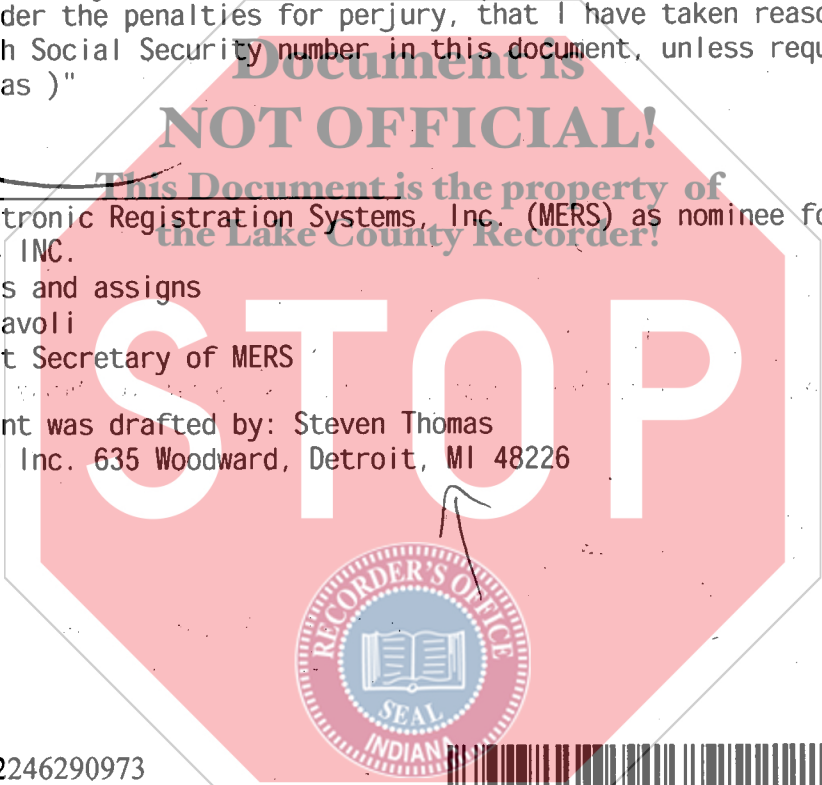 der the penalties for perjury, that I have taken reaso
h Social Security number in this document, unless requ
as )"
Document is
NOT OFFICIAL!
This Document is the property of
the Lake County Recorder!
tronic Registration Systems, Inc. (MERS) as nominee fo
INC.
s and assigns
avoli
t Secretary of MERS
STOP
nt was drafted by: Steven Thomas
Inc. 635 Woodward, Detroit, MI 48226
RECORDER'S OFFICE
SEAL
INDIANA
2246290973